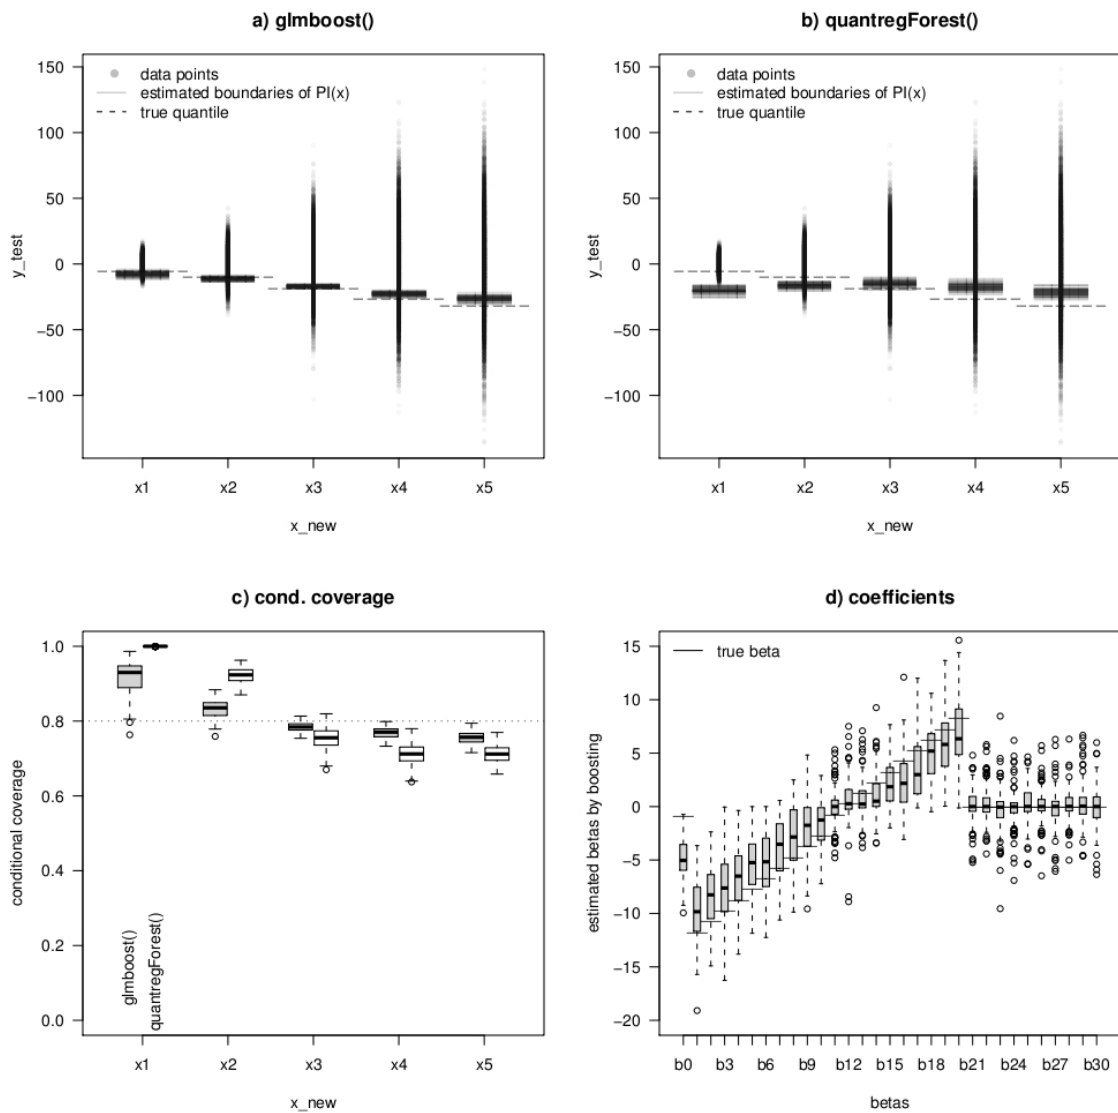 a) glmboost()
data points
estimated boundaries of PI(x)
true quantile
150
100
50
0
−50
−100
y_test
x1 x2 x3 x4 x5
x_new
b) quantregForest()
data points
estimated boundaries of PI(x)
true quantile
150
100
50
0
−50
−100
y_test
x1 x2 x3 x4 x5
x_new
c) cond. coverage
1.0
0.8
0.6
0.4
0.2
0.0
conditional coverage
glmboost()
quantregForest()
x1 x2 x3 x4 x5
x_new
d) coefficients
true beta
15
10
5
0
−5
−10
−15
−20
estimated betas by boosting
b0 b3 b6 b9 b12 b15 b18 b21 b24 b27 b30
betas